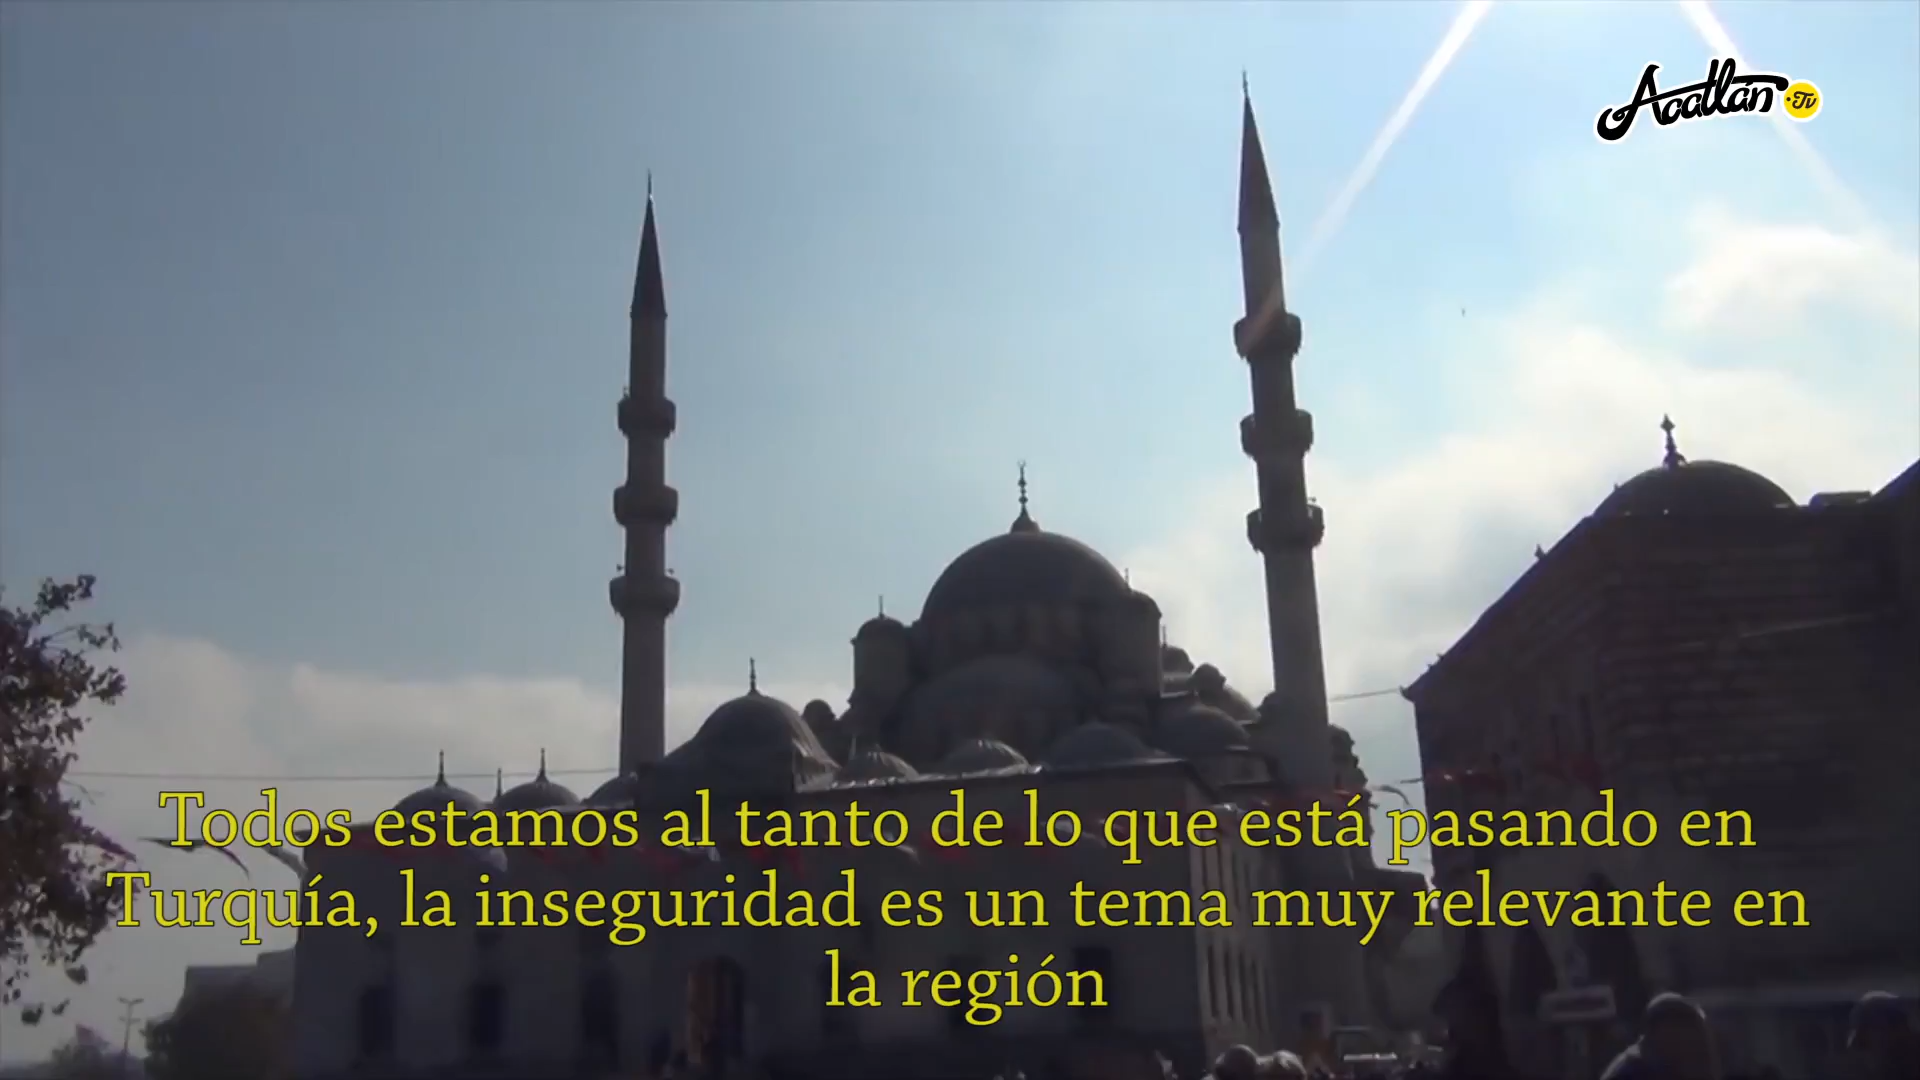 Acatlán.Tv
Todos estamos al tanto de lo que está pasando en
Turquía, la inseguridad es un tema muy relevante en
la región